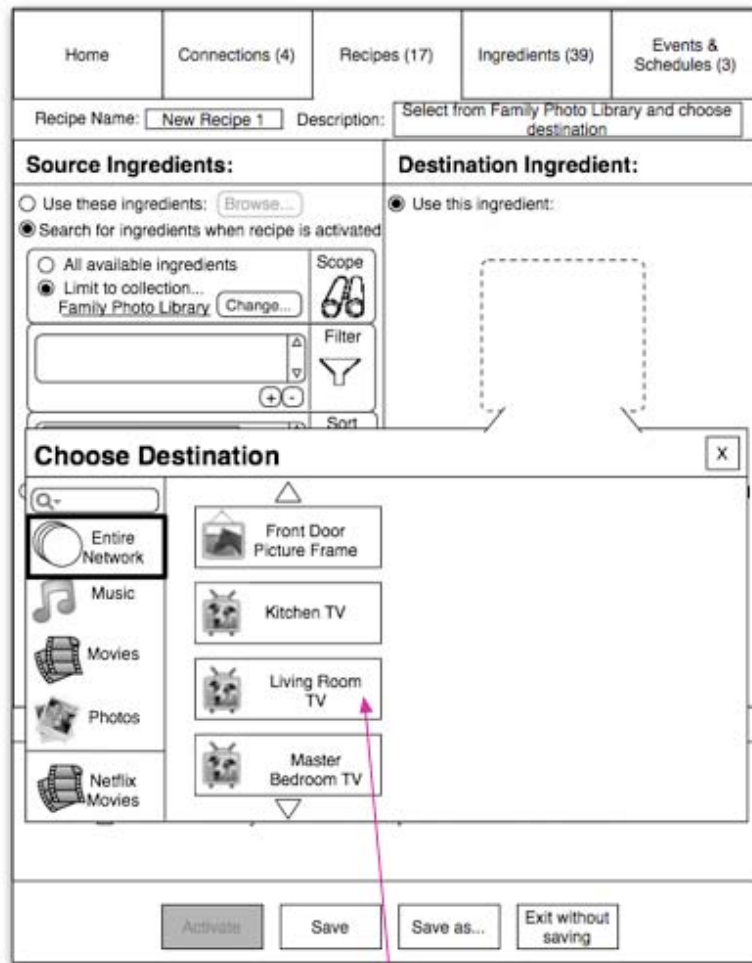 Home
Connections (4)
Recipes (17)
Ingredients (39)
Events &
Schedules (3)
Recipe Name:
New Recipe 1
Description:
Select from Family Photo Library and choose
destination
Source Ingredients:
Destination Ingredient:
Use these ingredients:
Browse...
Use this ingredient:
Search for ingredients when recipe is activated
All available ingredients
Scope
Limit to collection...
Family Photo Library
Change...
Filter
+
-
Sort
Choose Destination
X
Entire
Network
Music
Movies
Photos
Netflix
Movies
Front Door
Picture Frame
Kitchen TV
Living Room
TV
Master
Bedroom TV
Activate
Save
Save as...
Exit without
saving